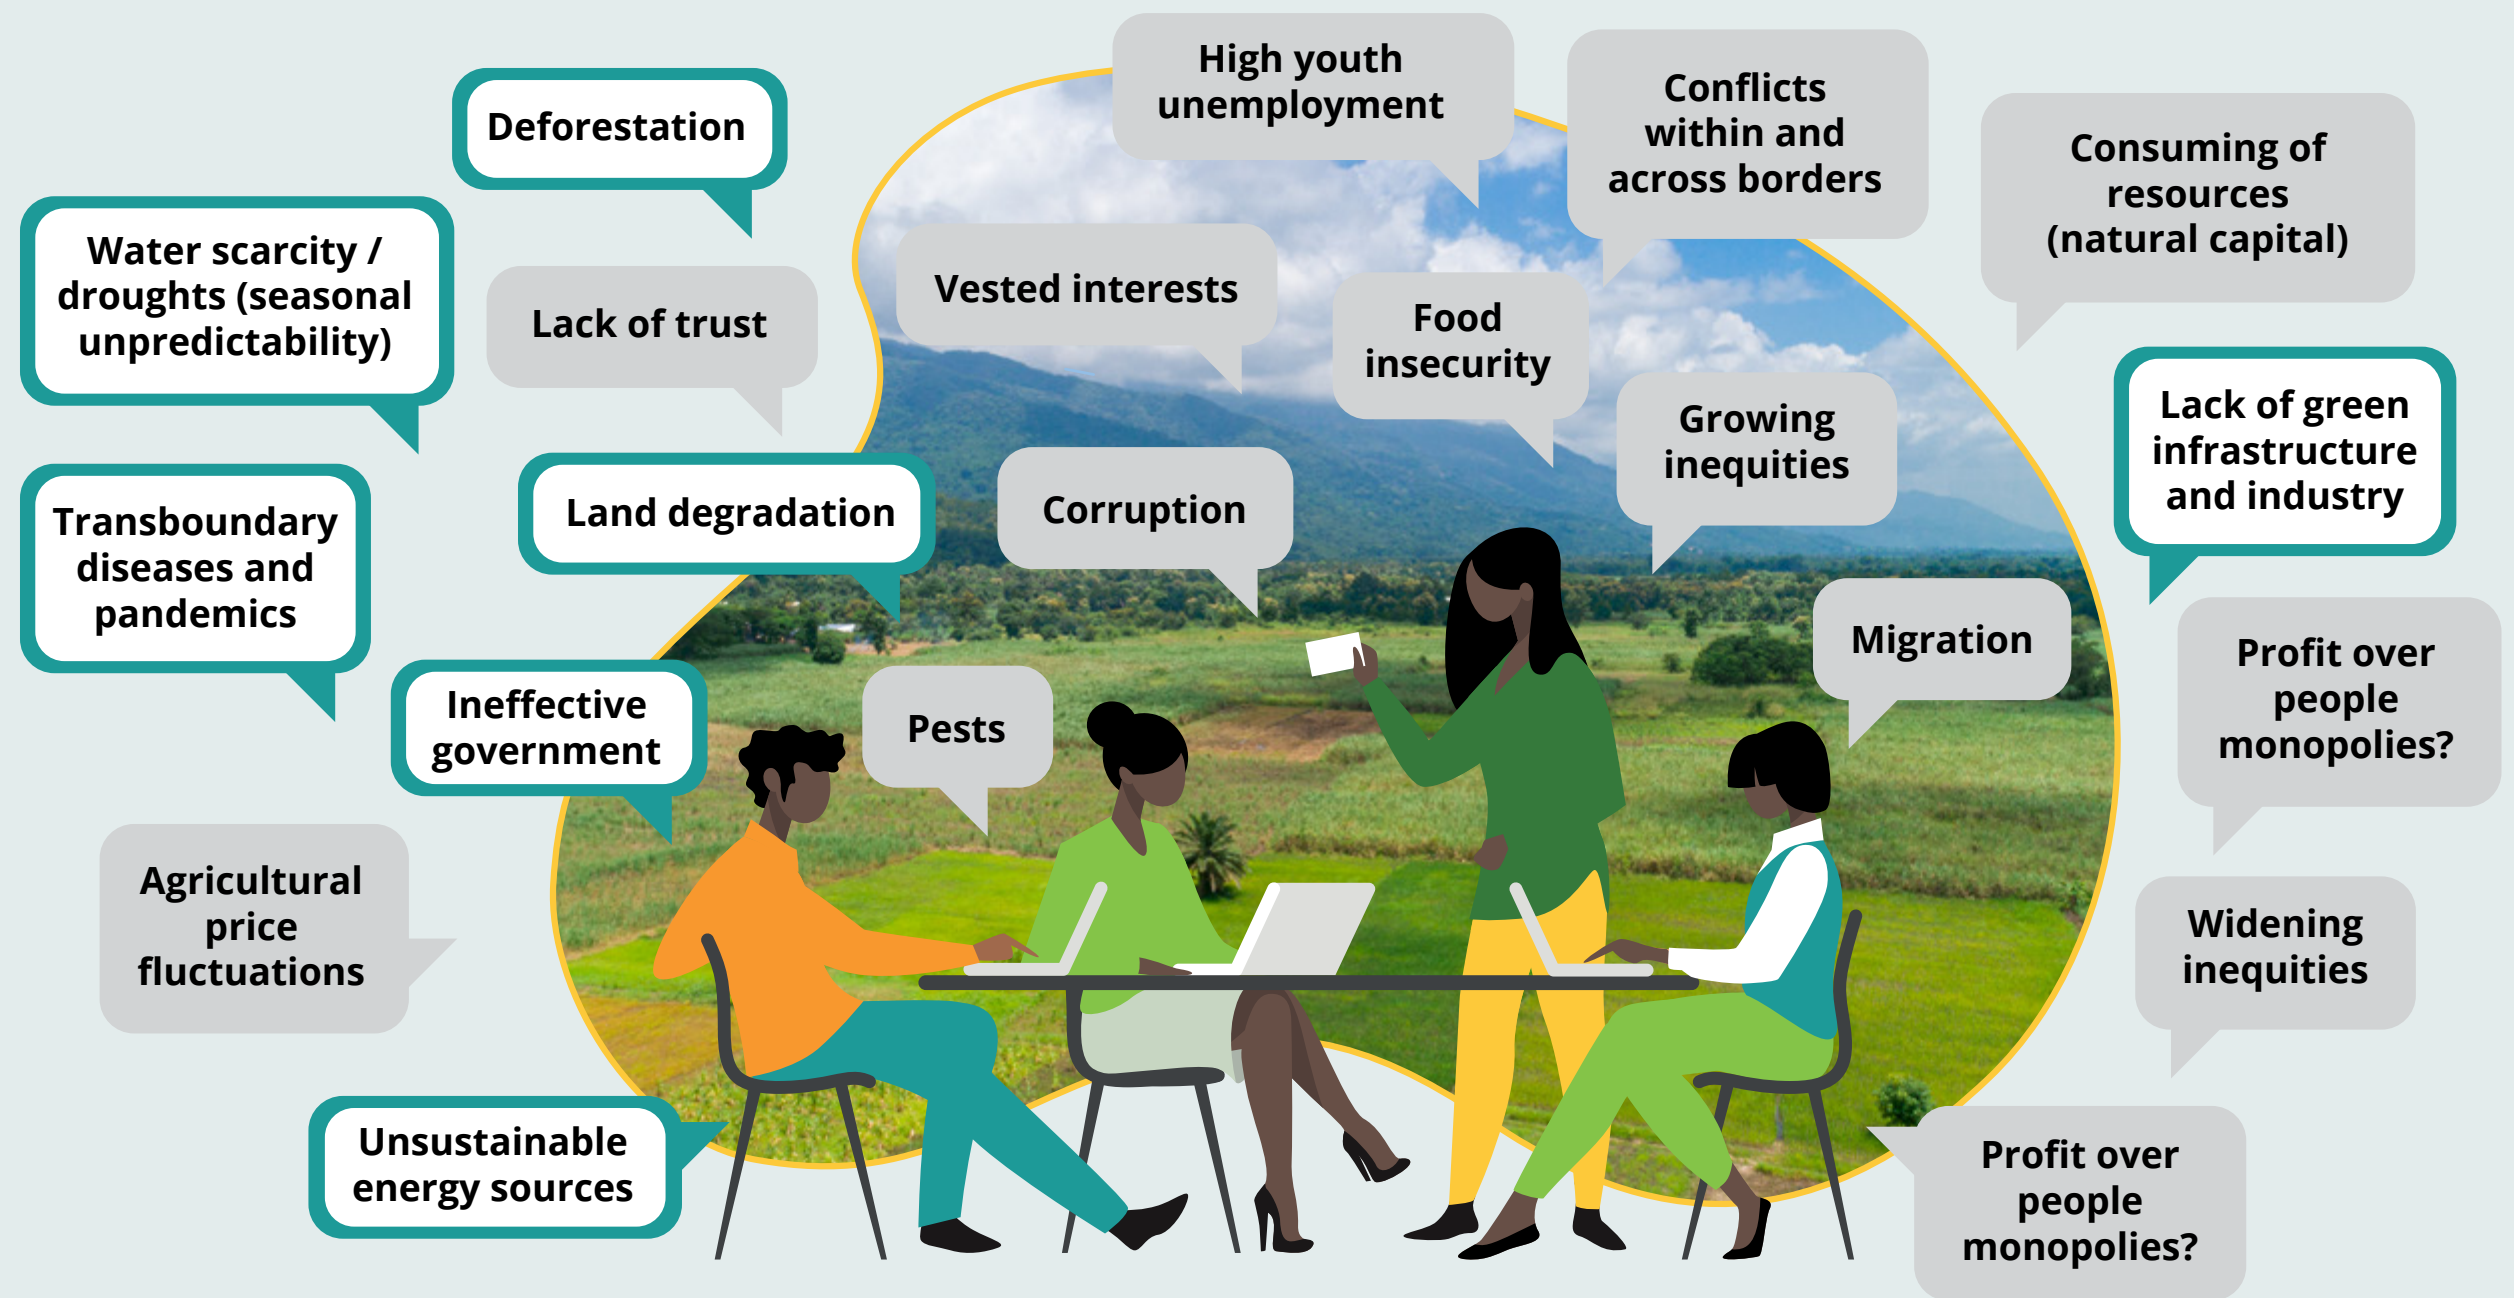 High youth
unemployment
Conflicts
within and
across borders
Deforestation
Consuming of
resources
(natural capital)
Water scarcity /
droughts (seasonal
unpredictability)
Lack of trust
Vested interests
Food
insecurity
Growing
inequities
Lack of green
infrastructure
and industry
Transboundary
diseases and
pandemics
Land degradation
Corruption
Migration
Profit over
people
monopolies?
Ineffective
government
Pests
Agricultural
price
fluctuations
Widening
inequities
Unsustainable
energy sources
Profit over
people
monopolies?